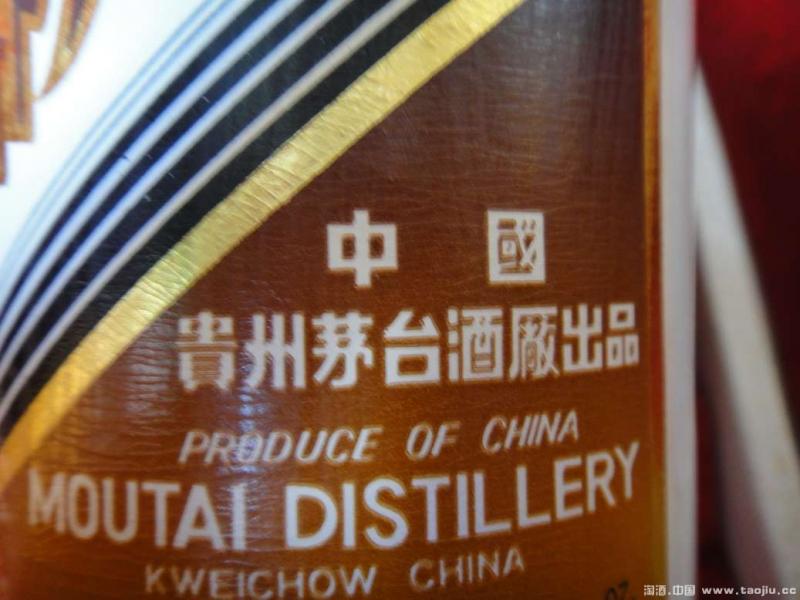 中國
貴州茅台酒廠出品
PRODUCE OF CHINA
MOUTAI DISTILLERY
KWEICHOW CHINA
OZ
淘酒.中国 www.taojiu.cc